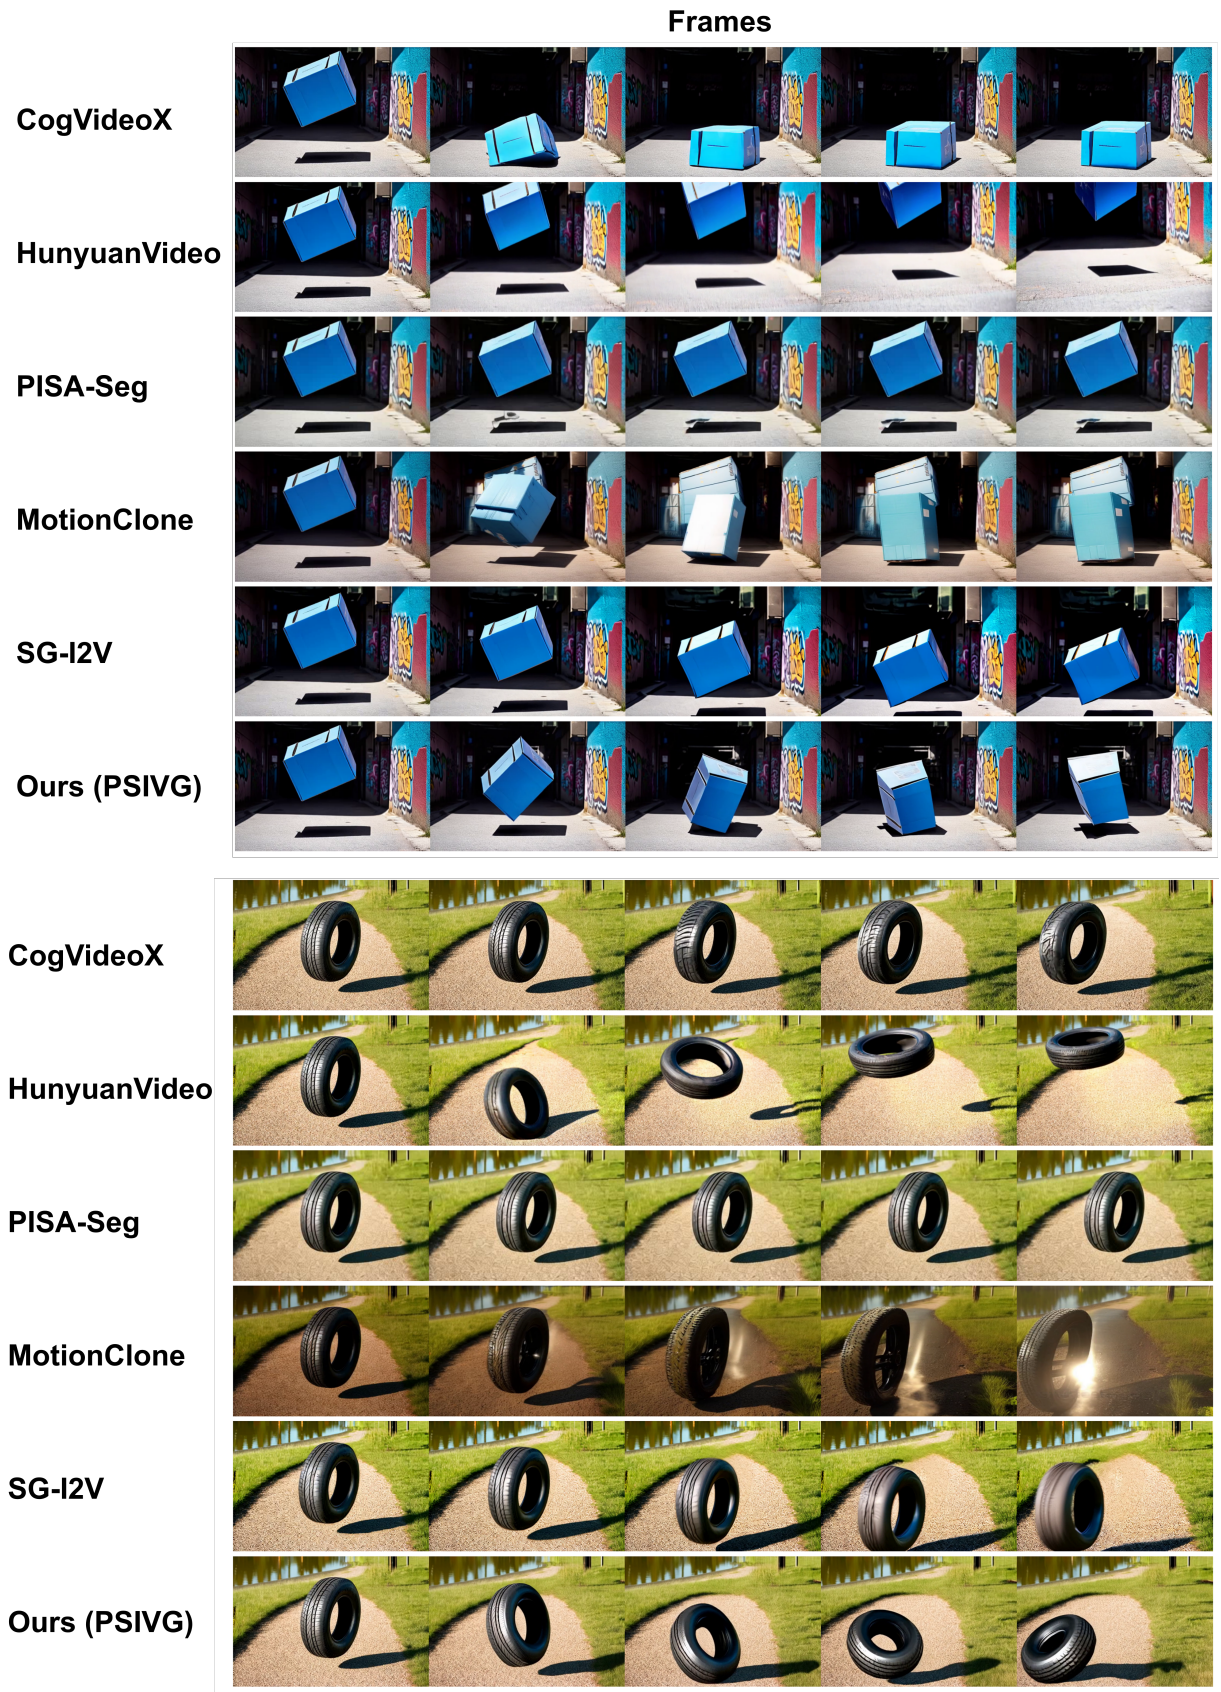 Frames
CogVideoX
HunyuanVideo
PISA-Seg
MotionClone
SG-I2V
Ours (PSIVG)
CogVideoX
HunyuanVideo
PISA-Seg
MotionClone
SG-I2V
Ours (PSIVG)